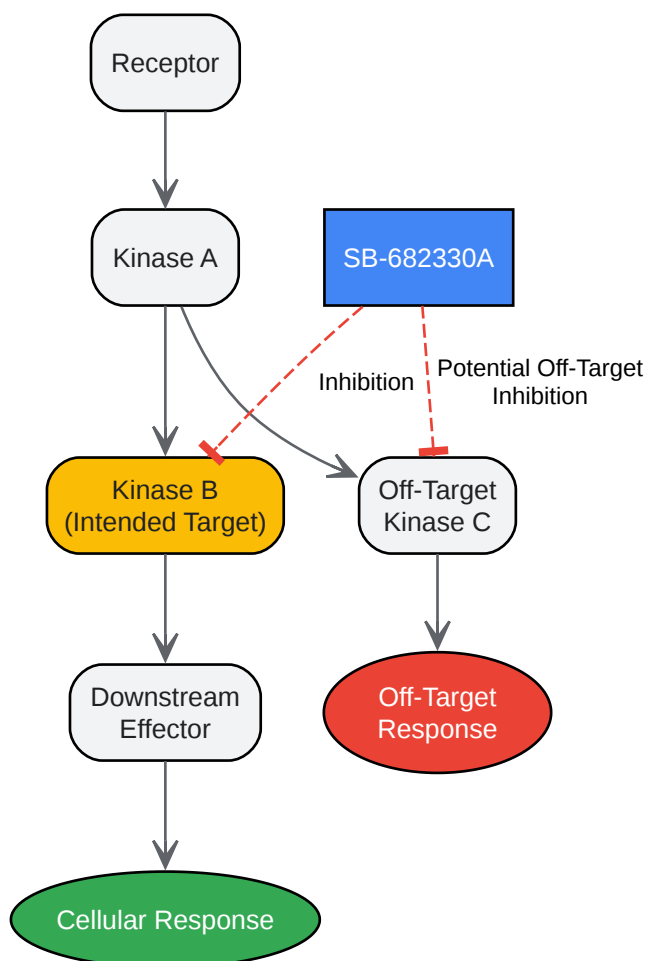 Receptor
Kinase A
SB-682330A
Inhibition
Potential Off-Target
Inhibition
Kinase B
(Intended Target)
Off-Target
Kinase C
Downstream
Effector
Off-Target
Response
Cellular Response